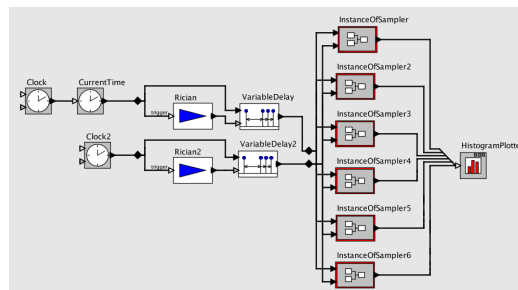 InstanceOfSampler
InstanceOfSampler2
Clock
CurrentTime
Rician
VariableDelay
trigger
InstanceOfSampler3
HistogramPlotte
Clock2
Rician2
VariableDelay2
trigger
InstanceOfSampler4
InstanceOfSampler5
InstanceOfSampler6